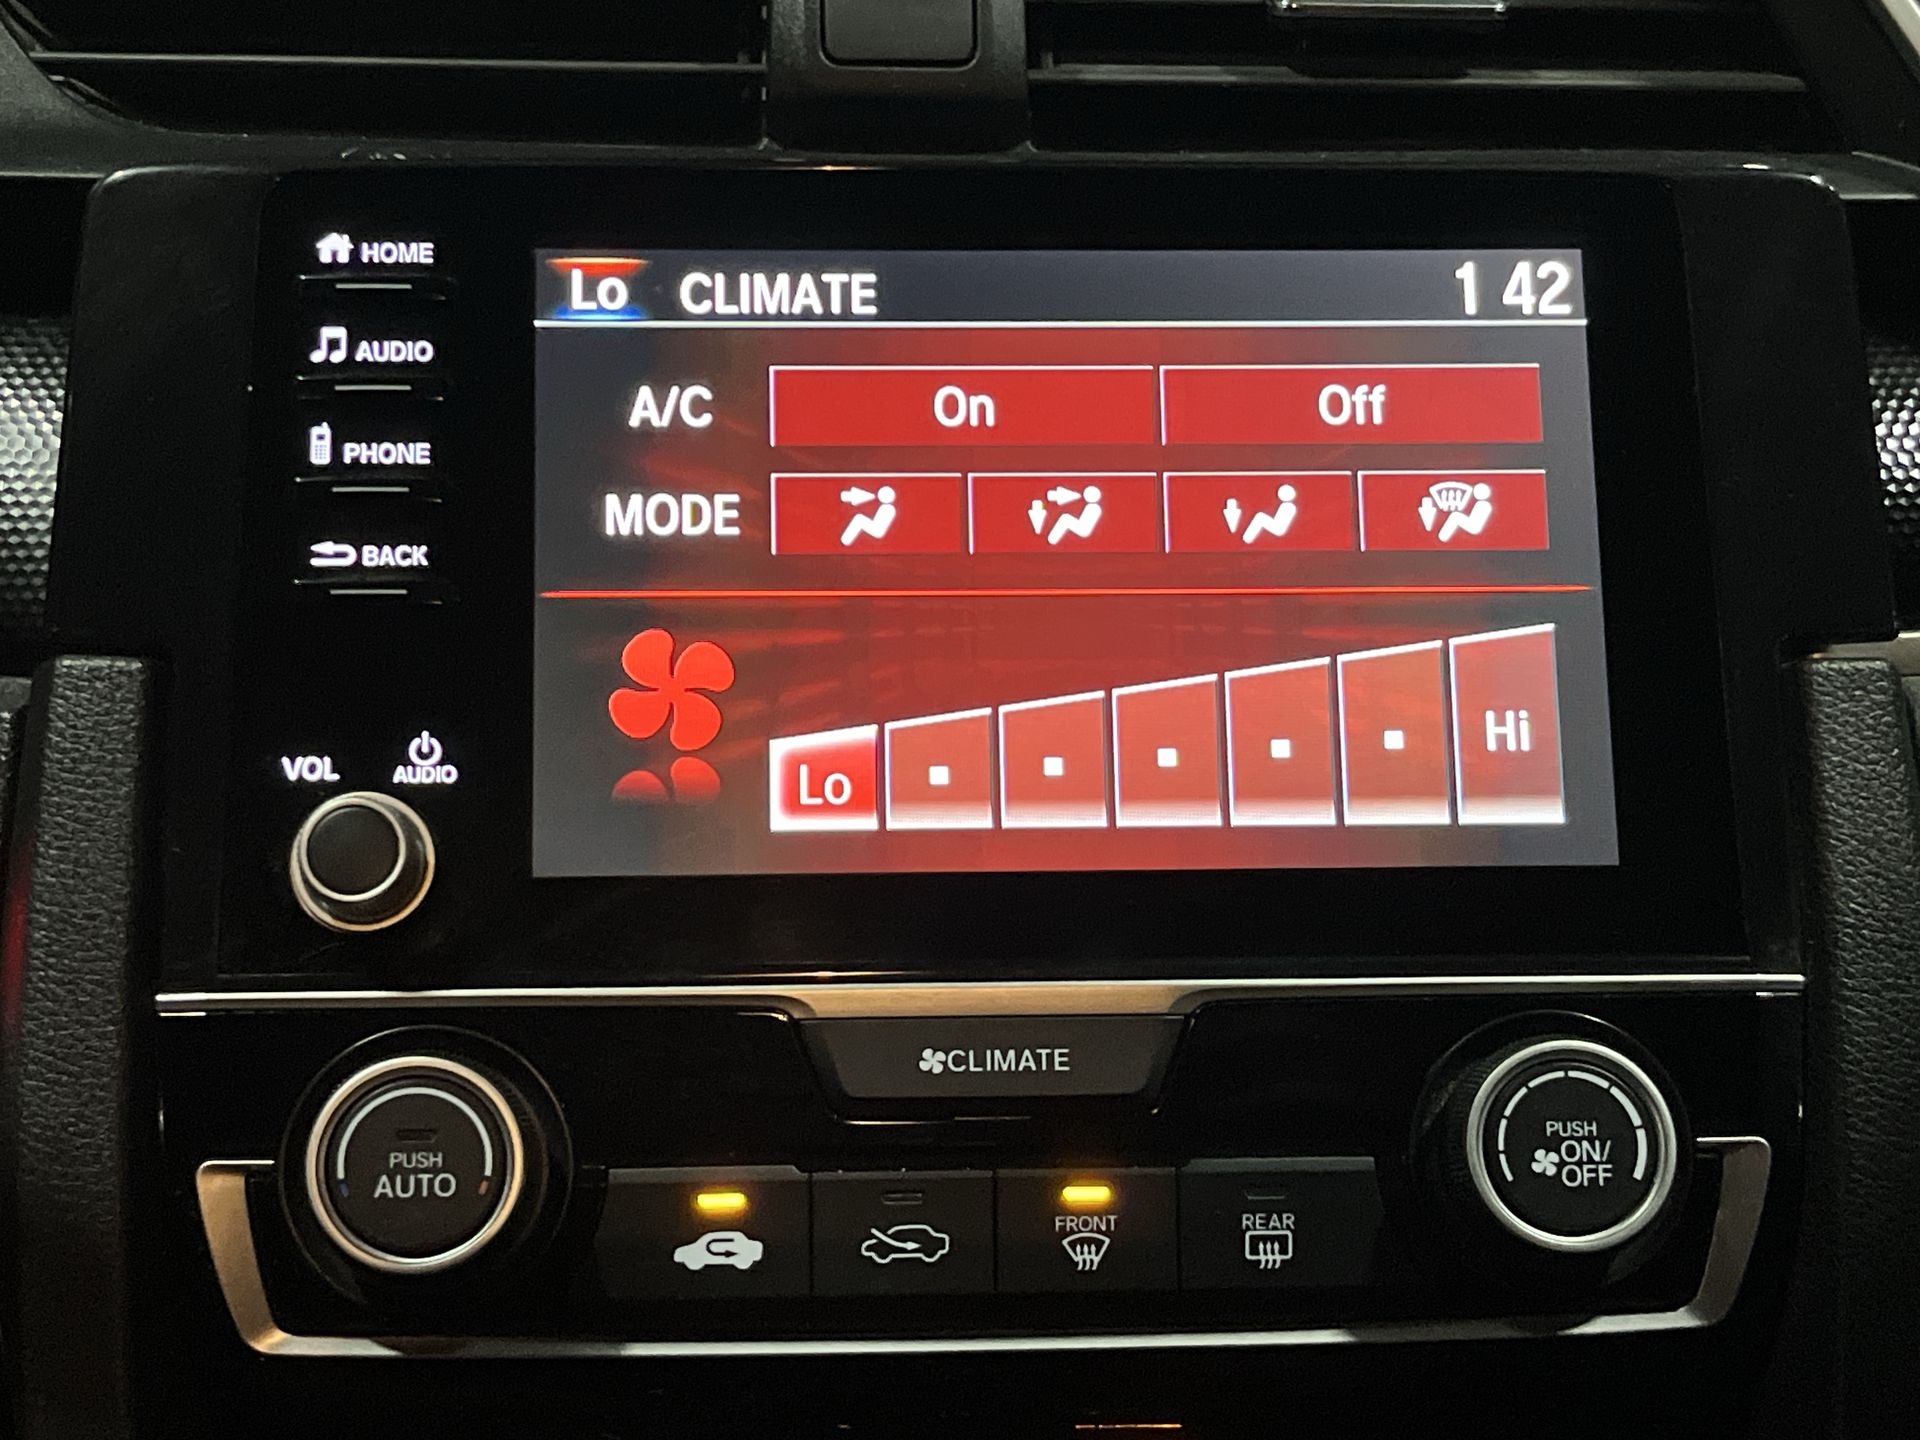 HOME
AUDIO
PHONE
BACK
VOL
AUDIO
Lo CLIMATE 1 42
A/C On Off
MODE
Lo Hi
CLIMATE
PUSH
AUTO
FRONT
REAR
PUSH
ON/
OFF